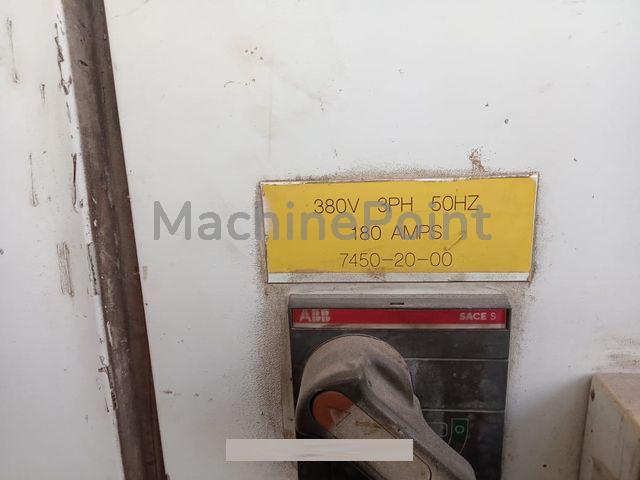 380V 3PH 50HZ
MachinePoint
180 AMPS
7450-20-00
ABB SACE S